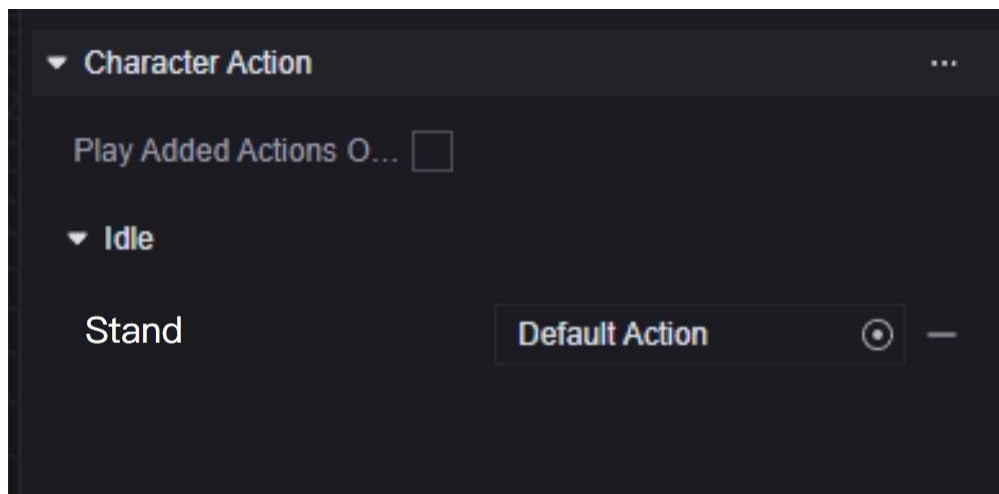 Character Action
Play Added Actions O...
Idle
Stand Default Action